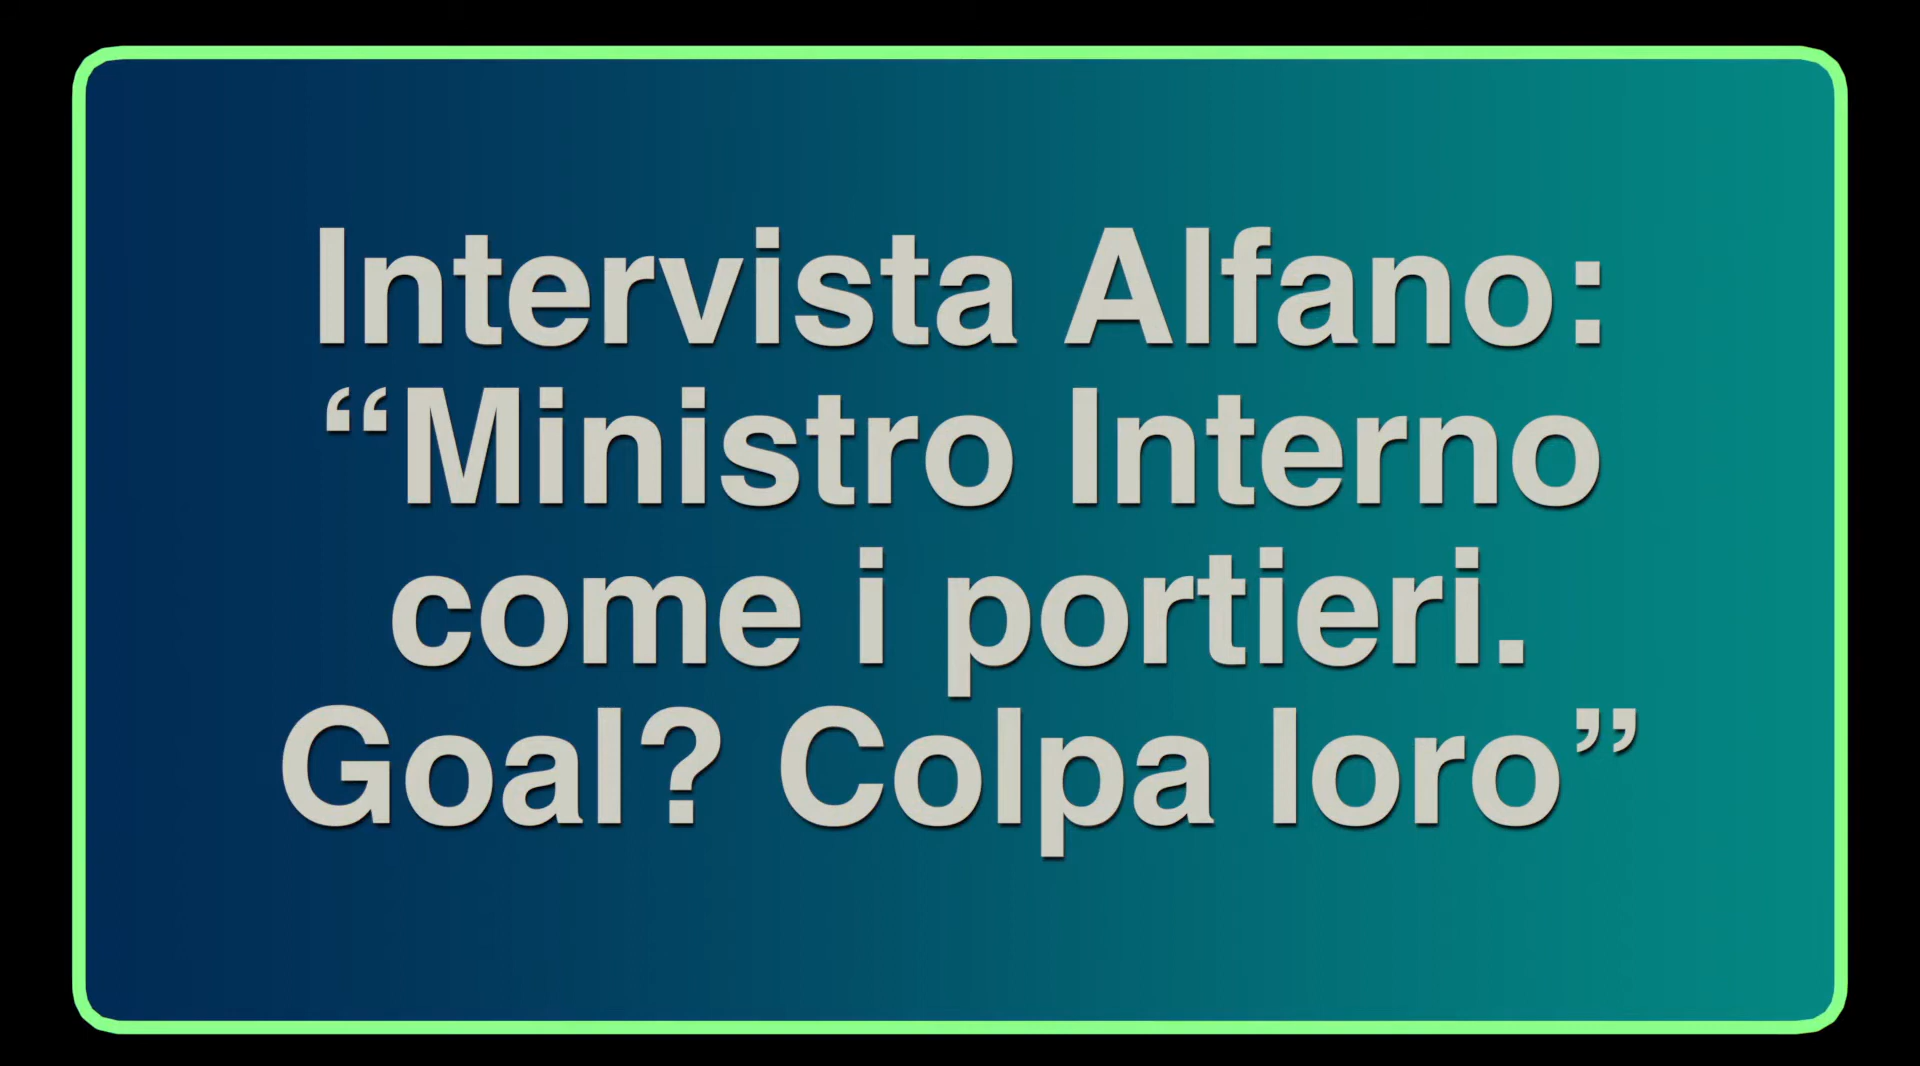 Intervista Alfano:
“Ministro Interno
come i portieri.
Goal? Colpa loro”